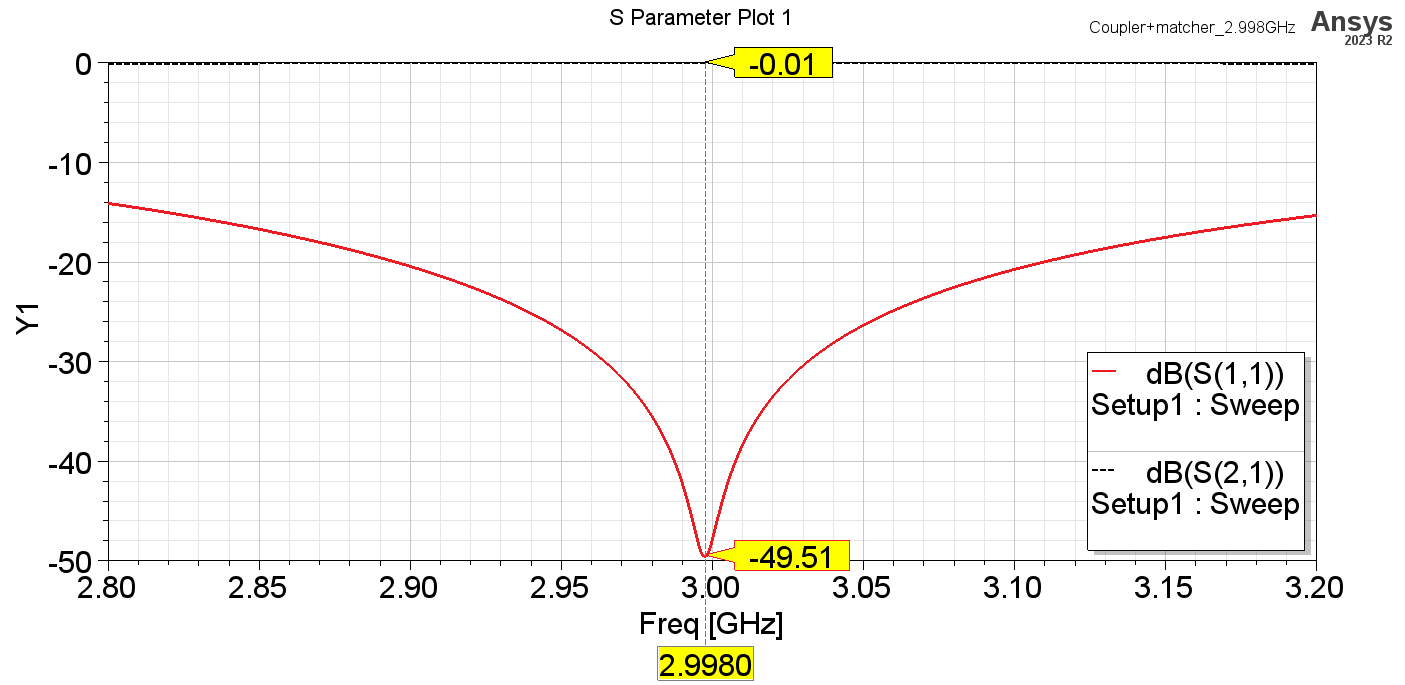 S Parameter Plot 1
Coupler+matcher_2.998GHz
Ansys
2023 R2
0
-0.01
-10
-20
Y1
-30
dB(S(1,1))
Setup1 : Sweep
-40
dB(S(2,1))
Setup1 : Sweep
-49.51
-50
2.80 2.85 2.90 2.95 3.00 3.05 3.10 3.15 3.20
Freq [GHz]
2.9980